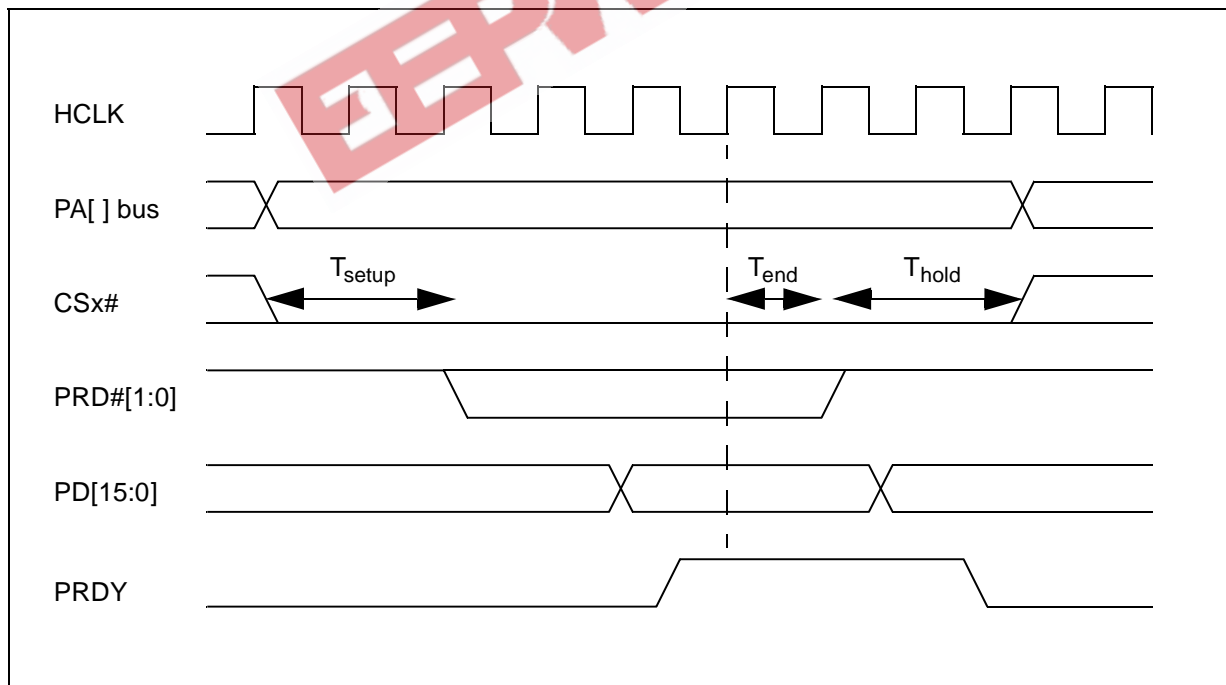 HCLK
PA[ ] bus
CSx#
Tsetup
Tend
Thold
PRD#[1:0]
PD[15:0]
PRDY